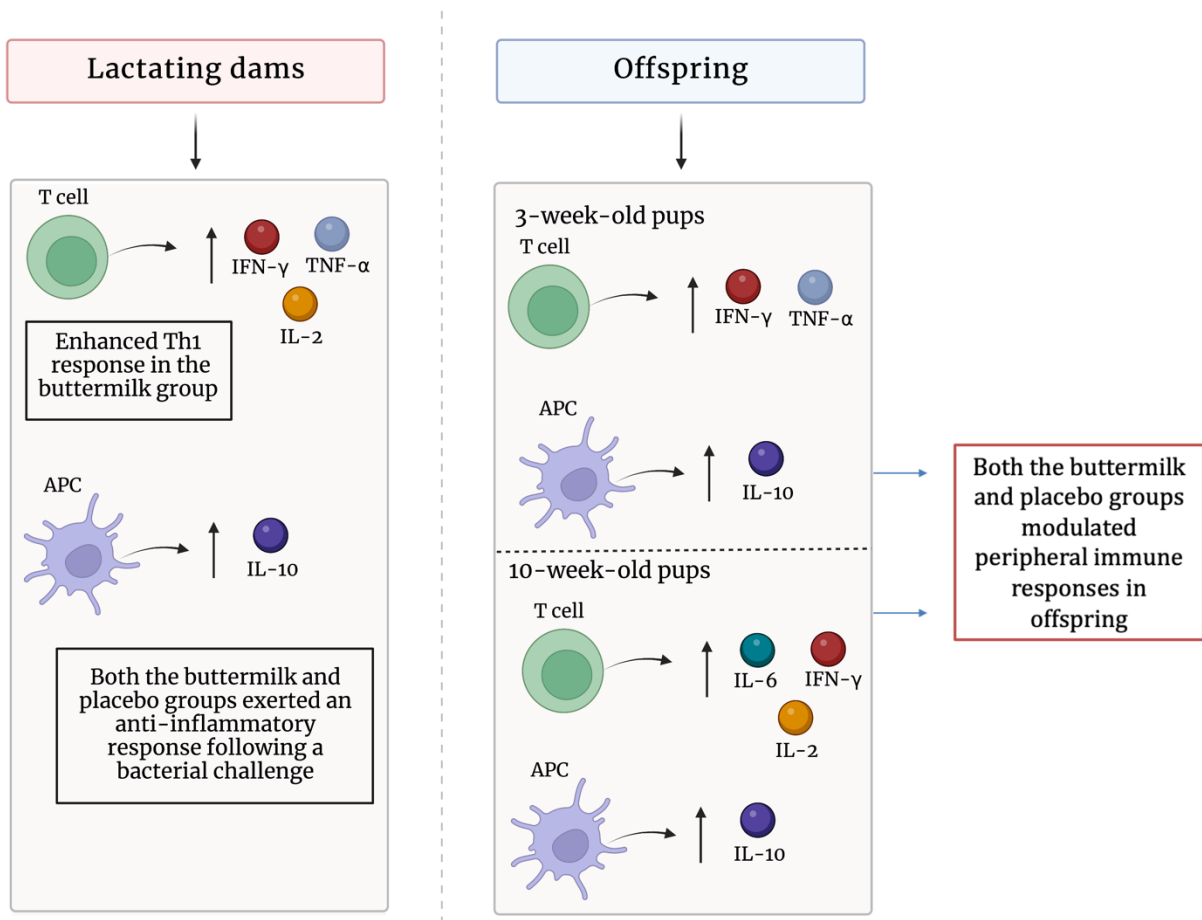 Lactating dams
T cell
IFN-γ
TNF-α
IL-2
Enhanced Th1
response in the
buttermilk group
APC
IL-10
Both the buttermilk and
placebo groups exerted an
anti-inflammatory
response following a
bacterial challenge
Offspring
3-week-old pups
T cell
IFN-γ
TNF-α
APC
IL-10
10-week-old pups
T cell
IL-6
IFN-γ
IL-2
APC
IL-10
Both the buttermilk
and placebo groups
modulated
peripheral immune
responses in
offspring